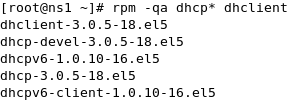 [root@ns1 ~]# rpm -qa dhcp* dhclient
dhclient-3.0.5-18.el5
dhcp-devel-3.0.5-18.el5
dhcpv6-1.0.10-16.el5
dhcp-3.0.5-18.el5
dhcpv6-client-1.0.10-16.el5